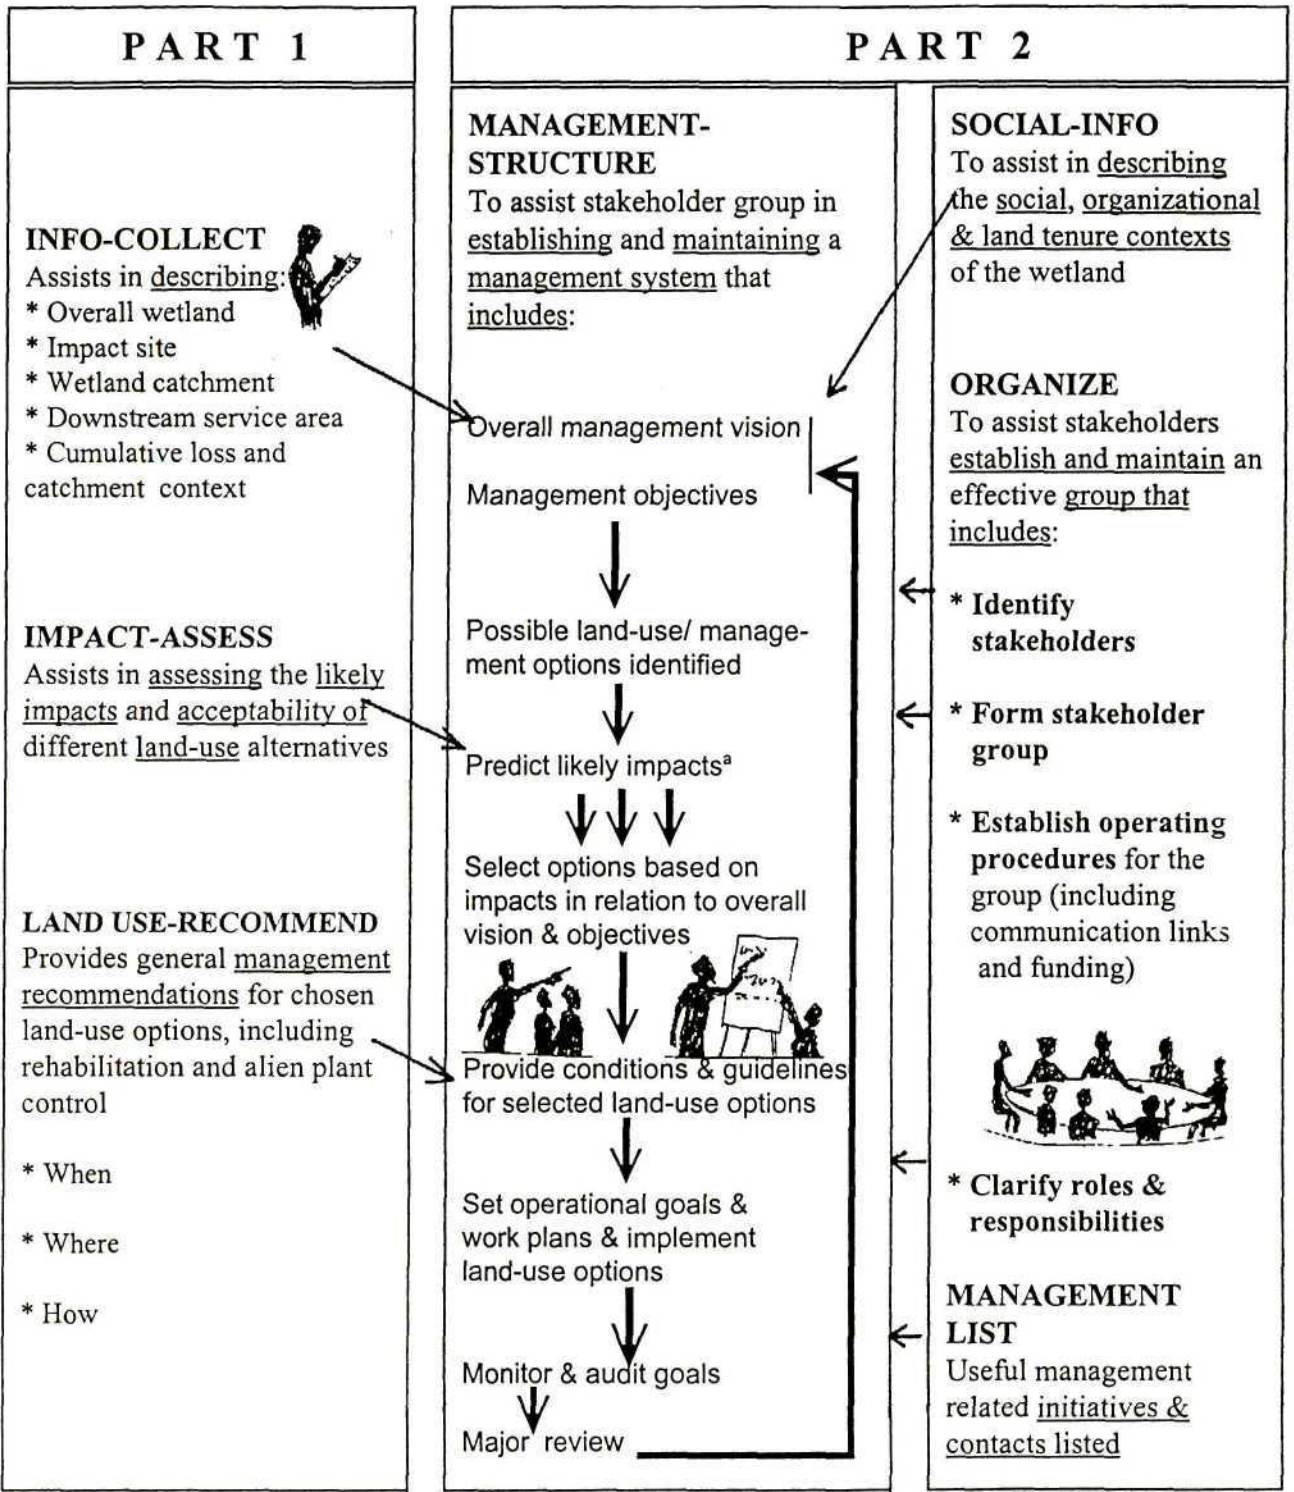 PART 1
INFO-COLLECT
Assists in describing:
* Overall wetland
* Impact site
* Wetland catchment
* Downstream service area
* Cumulative loss and
catchment context
IMPACT-ASSESS
Assists in assessing the likely
impacts and acceptability of
different land-use alternatives
LAND USE-RECOMMEND
Provides general management
recommendations for chosen
land-use options, including
rehabilitation and alien plant
control
* When
* Where
* How
PART 2
MANAGEMENT-
STRUCTURE
To assist stakeholder group in
establishing and maintaining a
management system that
includes:
Overall management vision
Management objectives
Possible land-use/ manage-
ment options identified
Predict likely impactsᵃ
Select options based on
impacts in relation to overall
vision & objectives
Provide conditions & guidelines
for selected land-use options
Set operational goals &
work plans & implement
land-use options
Monitor & audit goals
Major review
SOCIAL-INFO
To assist in describing
the social, organizational
& land tenure contexts
of the wetland
ORGANIZE
To assist stakeholders
establish and maintain an
effective group that
includes:
* Identify
stakeholders
* Form stakeholder
group
* Establish operating
procedures for the
group (including
communication links
and funding)
* Clarify roles &
responsibilities
MANAGEMENT
LIST
Useful management
related initiatives &
contacts listed